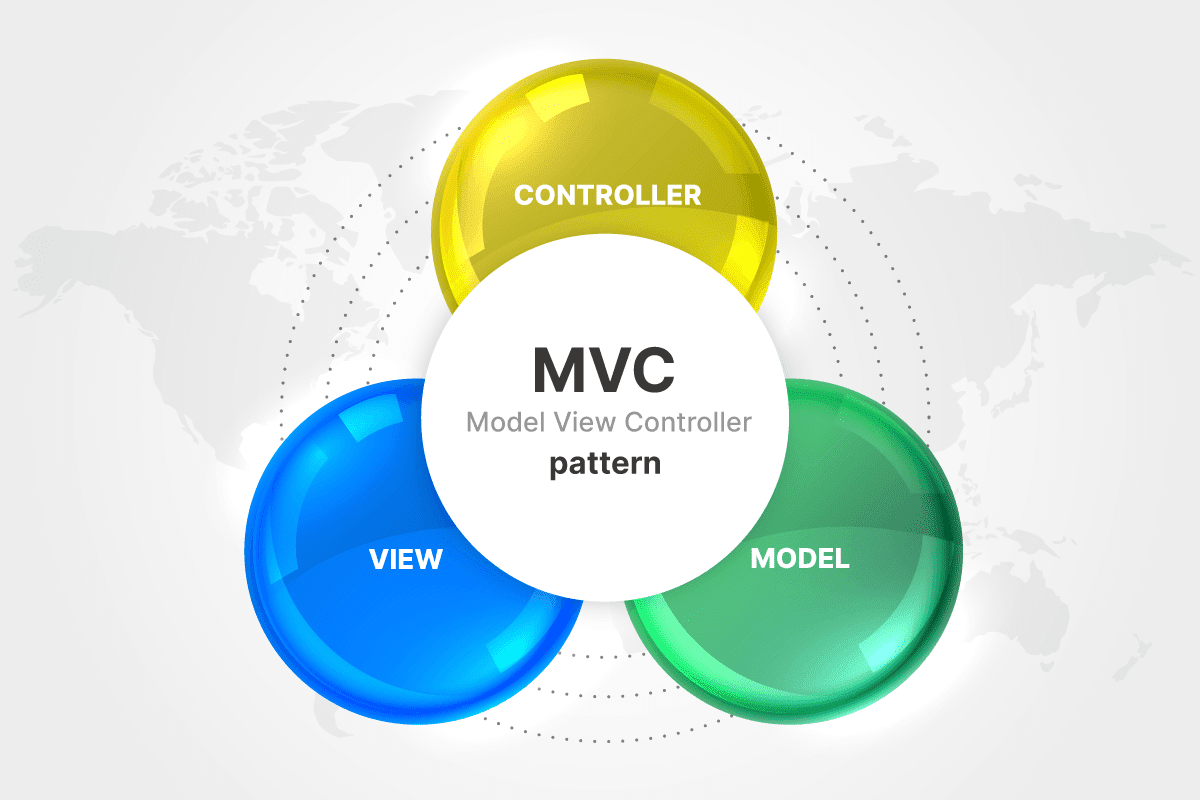 CONTROLLER
MVC
Model View Controller
pattern
VIEW
MODEL